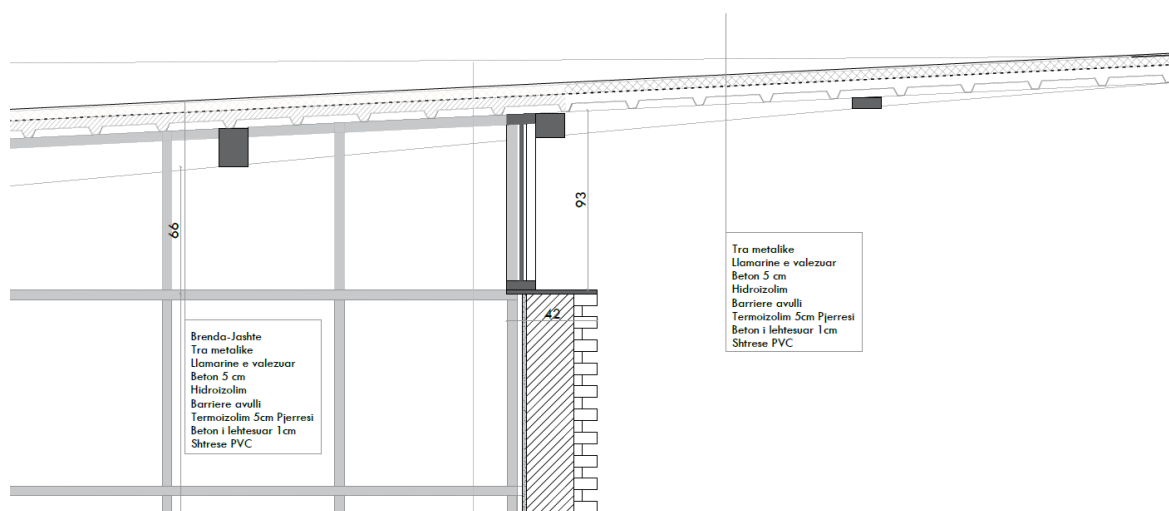 93
66
42
Tra metalike
Llamarine e valezuar
Beton 5 cm
Hidroizolim
Barriere avulli
Termoizolim 5cm Pjerresi
Beton i lehtesuar 1cm
Shtrese PVC
Brenda-Jashte
Tra metalike
Llamarine e valezuar
Beton 5 cm
Hidroizolim
Barriere avulli
Termoizolim 5cm Pjerresi
Beton i lehtesuar 1cm
Shtrese PVC